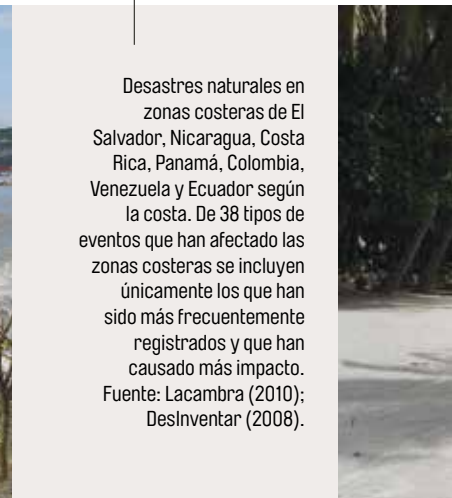 Desastres naturales en
zonas costeras de El
Salvador, Nicaragua, Costa
Rica, Panamá, Colombia,
Venezuela y Ecuador según
la costa. De 38 tipos de
eventos que han afectado las
zonas costeras se incluyen
únicamente los que han
sido más frecuentemente
registrados y que han
causado más impacto.
Fuente: Lacambra (2010);
DesInventar (2008).